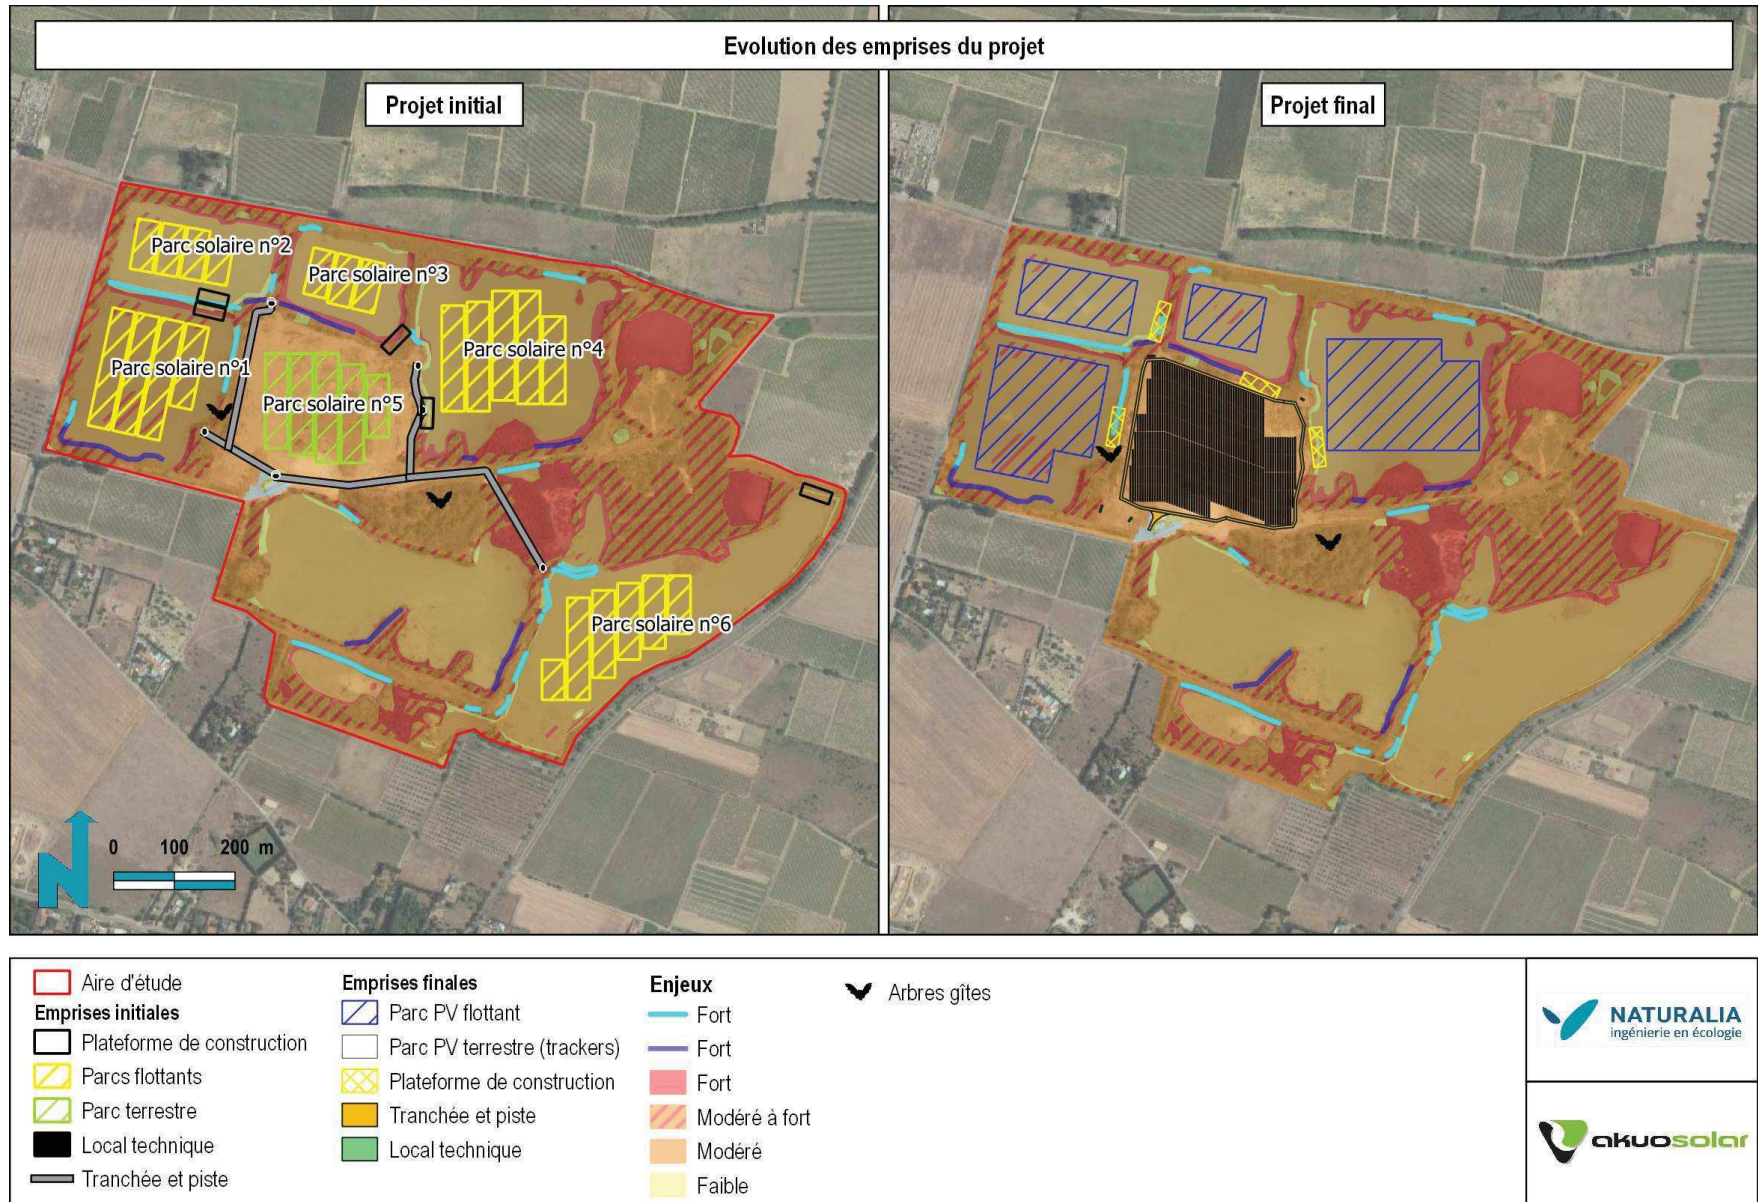 Evolution des emprises du projet
Projet initial
Projet final
Parc solaire n°2
Parc solaire n°3
Parc solaire n°4
Parc solaire n°1
Parc solaire n°5
Parc solaire n°6
N
0 100 200 m
Aire d'étude
Emprises initiales
Plateforme de construction
Parcs flottants
Parc terrestre
Local technique
Tranchée et piste
Emprises finales
Parc PV flottant
Parc PV terrestre (trackers)
Plateforme de construction
Tranchée et piste
Local technique
Enjeux
Fort
Fort
Fort
Modéré à fort
Modéré
Faible
Arbres gîtes
NATURALIA
ingénierie en écologie
akuosolar